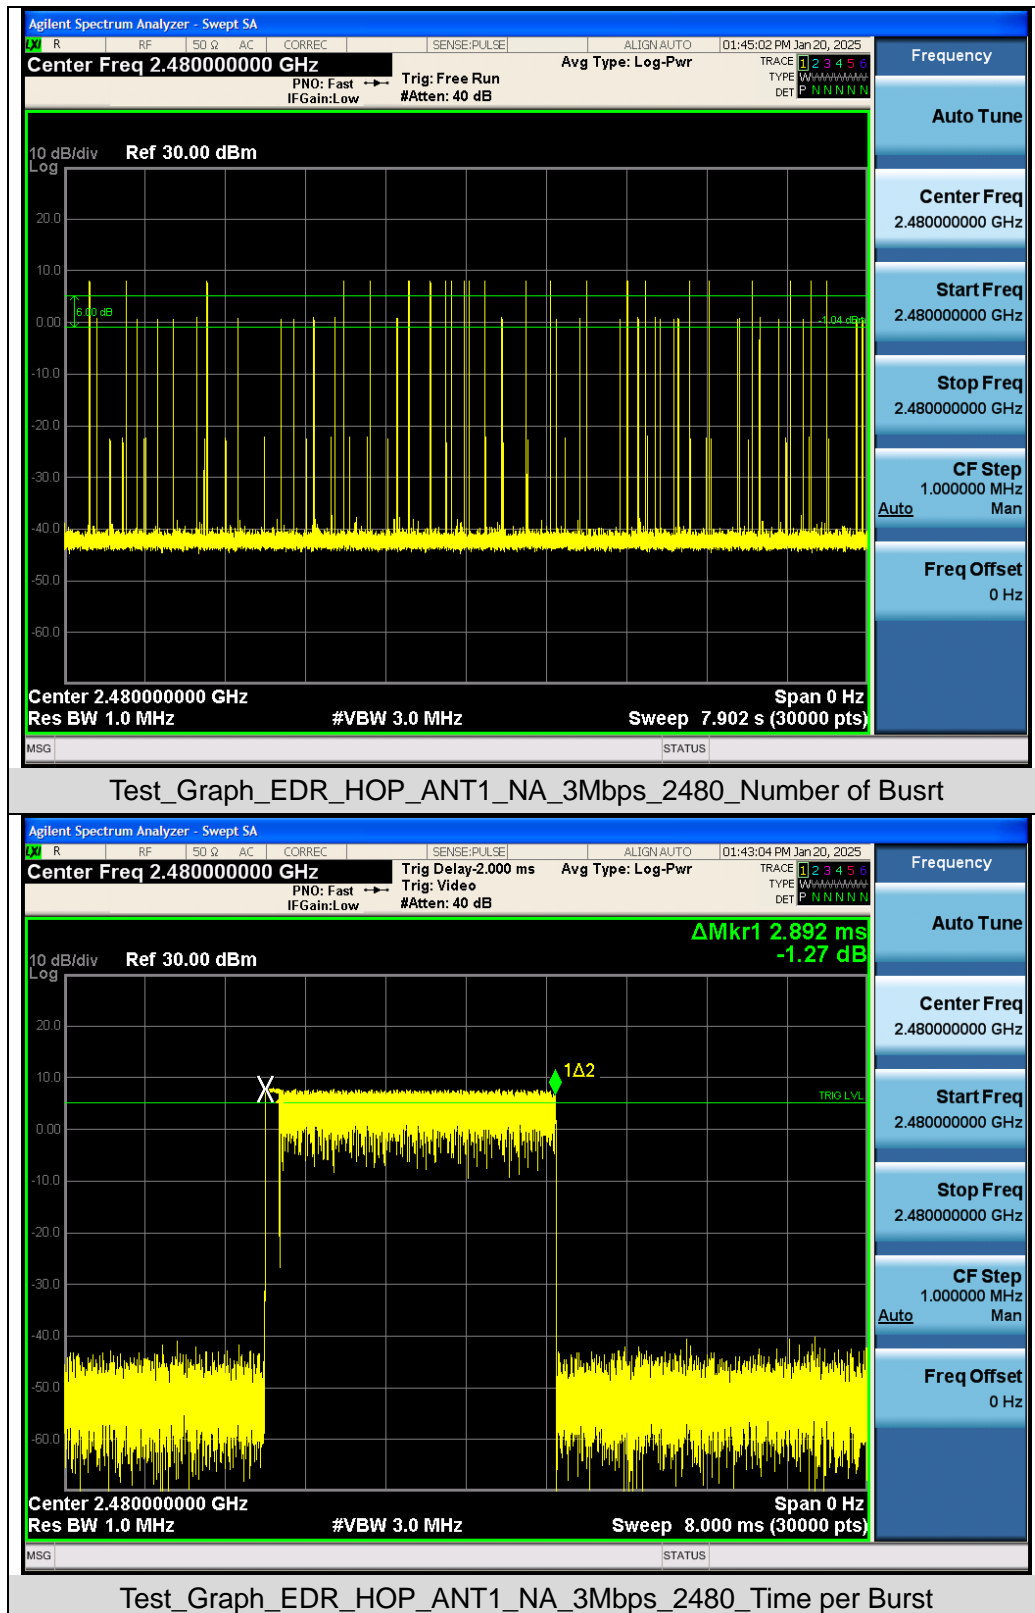 Agilent Spectrum Analyzer - Swept SA
LXI R RF 50 Ω AC CORREC SENSE:PULSE ALIGN AUTO 01:45:02 PM Jan 20, 2025
Center Freq 2.480000000 GHz
PNO: Fast
IFGain:Low
Trig: Free Run
#Atten: 40 dB
Avg Type: Log-Pwr
TRACE 1 2 3 4 5 6
TYPE WWWWWW
DET P N N N N N
10 dB/div
Log
Ref 30.00 dBm
20.0
10.0
6.00 dB
0.00
-1.04 dBm
-10.0
-20.0
-30.0
-40.0
-50.0
-60.0
Center 2.480000000 GHz
Span 0 Hz
Res BW 1.0 MHz
#VBW 3.0 MHz
Sweep 7.902 s (30000 pts)
MSG
STATUS
Frequency
Auto Tune
Center Freq
2.480000000 GHz
Start Freq
2.480000000 GHz
Stop Freq
2.480000000 GHz
CF Step
1.000000 MHz
Auto Man
Freq Offset
0 Hz
Test_Graph_EDR_HOP_ANT1_NA_3Mbps_2480_Number of Busrt
Agilent Spectrum Analyzer - Swept SA
LXI R RF 50 Ω AC CORREC SENSE:PULSE ALIGN AUTO 01:43:04 PM Jan 20, 2025
Center Freq 2.480000000 GHz
PNO: Fast
IFGain:Low
Trig Delay-2.000 ms
Trig: Video
#Atten: 40 dB
Avg Type: Log-Pwr
TRACE 1 2 3 4 5 6
TYPE WWWWWW
DET P N N N N N
ΔMkr1 2.892 ms
-1.27 dB
10 dB/div
Log
Ref 30.00 dBm
20.0
10.0
X
1Δ2
TRIG LVL
0.00
-10.0
-20.0
-30.0
-40.0
-50.0
-60.0
Center 2.480000000 GHz
Span 0 Hz
Res BW 1.0 MHz
#VBW 3.0 MHz
Sweep 8.000 ms (30000 pts)
MSG
STATUS
Frequency
Auto Tune
Center Freq
2.480000000 GHz
Start Freq
2.480000000 GHz
Stop Freq
2.480000000 GHz
CF Step
1.000000 MHz
Auto Man
Freq Offset
0 Hz
Test_Graph_EDR_HOP_ANT1_NA_3Mbps_2480_Time per Burst